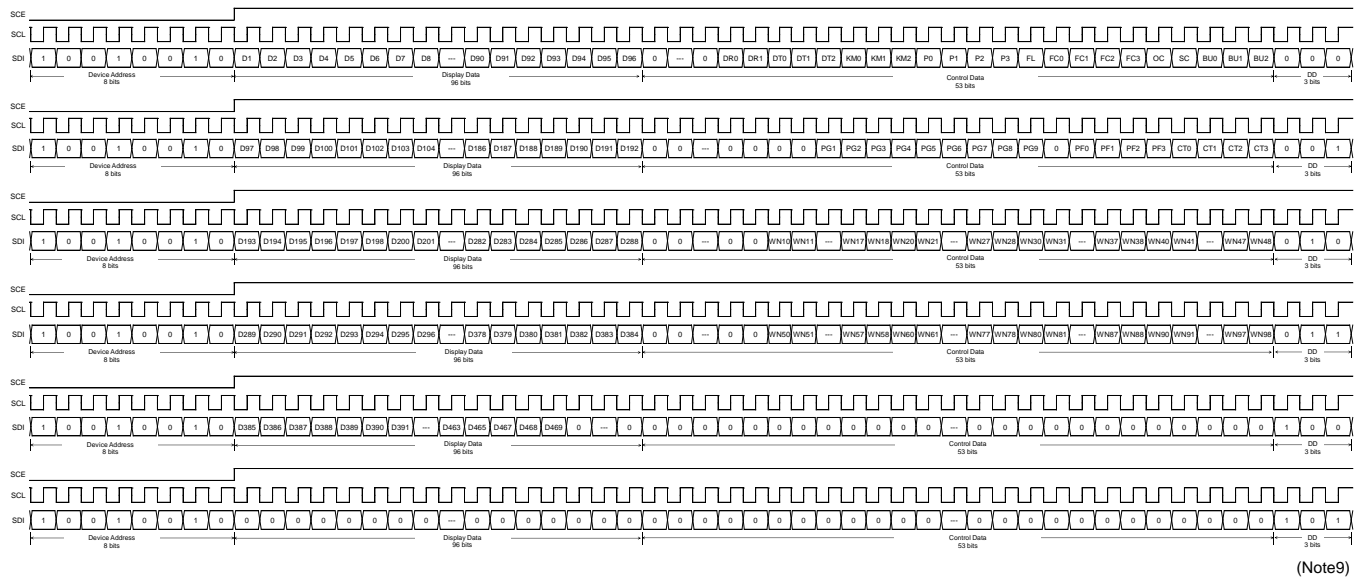 SCE
SCL
SDI 1 0 0 1 0 0 1 0 D1 D2 D3 D4 D5 D6 D7 D8 --- D90 D91 D92 D93 D94 D95 D96 0 --- 0 DR0 DR1 DT0 DT1 DT2 KM0 KM1 KM2 P0 P1 P2 P3 FL FC0 FC1 FC2 FC3 OC SC BU0 BU1 BU2 0 0 0
Device Address Display Data Control Data DD
8 bits 96 bits 53 bits 3 bits
SCE
SCL
SDI 1 0 0 1 0 0 1 0 D97 D98 D99 D100 D101 D102 D103 D104 --- D186 D187 D188 D189 D190 D191 D192 0 0 --- 0 0 0 0 PG1 PG2 PG3 PG4 PG5 PG6 PG7 PG8 PG9 0 PF0 PF1 PF2 PF3 CT0 CT1 CT2 CT3 0 0 1
Device Address Display Data Control Data DD
8 bits 96 bits 53 bits 3 bits
SCE
SCL
SDI 1 0 0 1 0 0 1 0 D193 D194 D195 D196 D197 D198 D200 D201 --- D282 D283 D284 D285 D286 D287 D288 0 0 --- 0 0 WN10 WN11 --- WN17 WN18 WN20 WN21 --- WN27 WN28 WN30 WN31 --- WN37 WN38 WN40 WN41 --- WN47 WN48 0 1 0
Device Address Display Data Control Data DD
8 bits 96 bits 53 bits 3 bits
SCE
SCL
SDI 1 0 0 1 0 0 1 0 D289 D290 D291 D292 D293 D294 D295 D296 --- D378 D379 D380 D381 D382 D383 D384 0 0 --- 0 0 WN50 WN51 --- WN57 WN58 WN60 WN61 --- WN77 WN78 WN80 WN81 --- WN87 WN88 WN90 WN91 --- WN97 WN98 0 1 1
Device Address Display Data Control Data DD
8 bits 96 bits 53 bits 3 bits
SCE
SCL
SDI 1 0 0 1 0 0 1 0 D385 D386 D387 D388 D389 D390 D391 --- D463 D465 D467 D468 D469 0 --- 0 0 0 0 0 0 0 0 0 0 0 0 0 --- 0 0 0 0 0 0 0 0 0 0 0 0 1 0 0
Device Address Display Data Control Data DD
8 bits 96 bits 53 bits 3 bits
SCE
SCL
SDI 1 0 0 1 0 0 1 0 0 0 0 0 0 0 0 0 --- 0 0 0 0 0 0 0 0 0 0 0 0 0 0 0 0 0 0 0 0 --- 0 0 0 0 0 0 0 0 0 0 0 0 1 0 1
Device Address Display Data Control Data DD
8 bits 96 bits 53 bits 3 bits
(Note9)